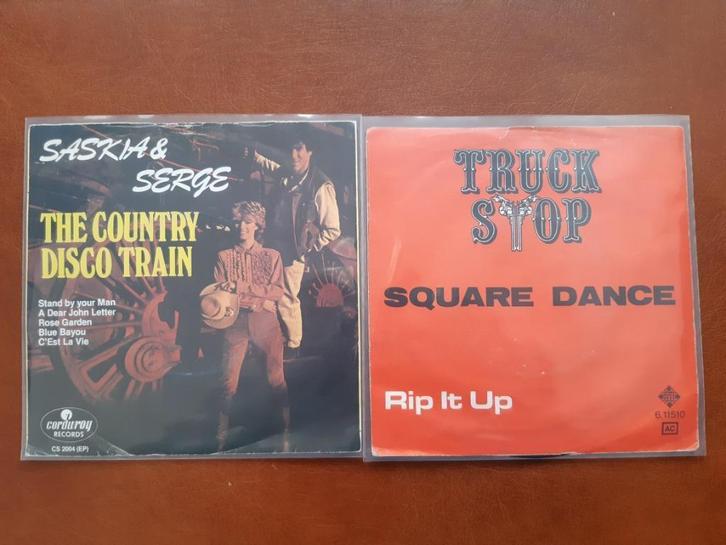 SASKIA &
SERGE
THE COUNTRY
DISCO TRAIN
Stand by your Man
A Dear John Letter
Rose Garden
Blue Bayou
C'Est La Vie
corduroy
RECORDS
CS 2004 (EP)
TRUCK
STOP
SQUARE DANCE
Rip It Up
6.11510
AC